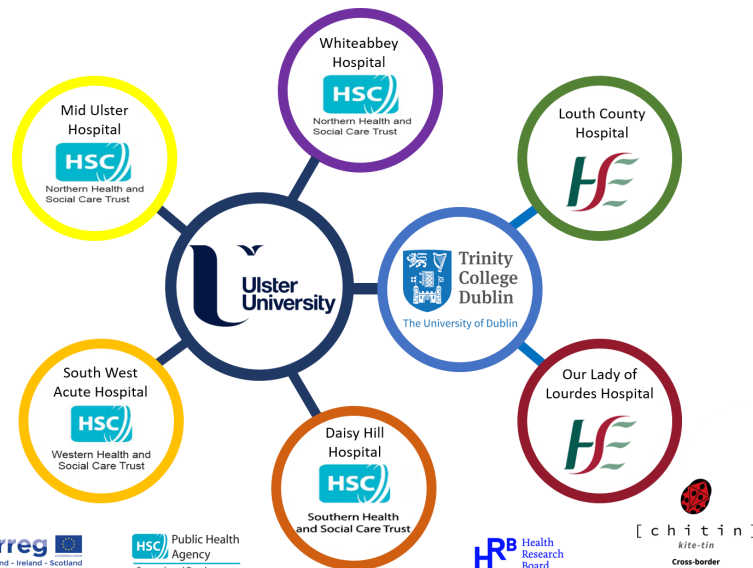 Whiteabbey
Hospital
HSC
Northern Health and
Social Care Trust
Mid Ulster
Hospital
HSC
Northern Health and
Social Care Trust
Louth County
Hospital
HSE
Ulster
University
Trinity
College
Dublin
The University of Dublin
South West
Acute Hospital
HSC
Western Health and
Social Care Trust
Our Lady of
Lourdes Hospital
HSE
Daisy Hill
Hospital
HSC
Southern Health
and Social Care Trust
rreg
nd - Ireland - Scotland
HSC Public Health
Agency
HRB Health
Research
Board
[ c h i t i n ]
kite-tin
Cross-border